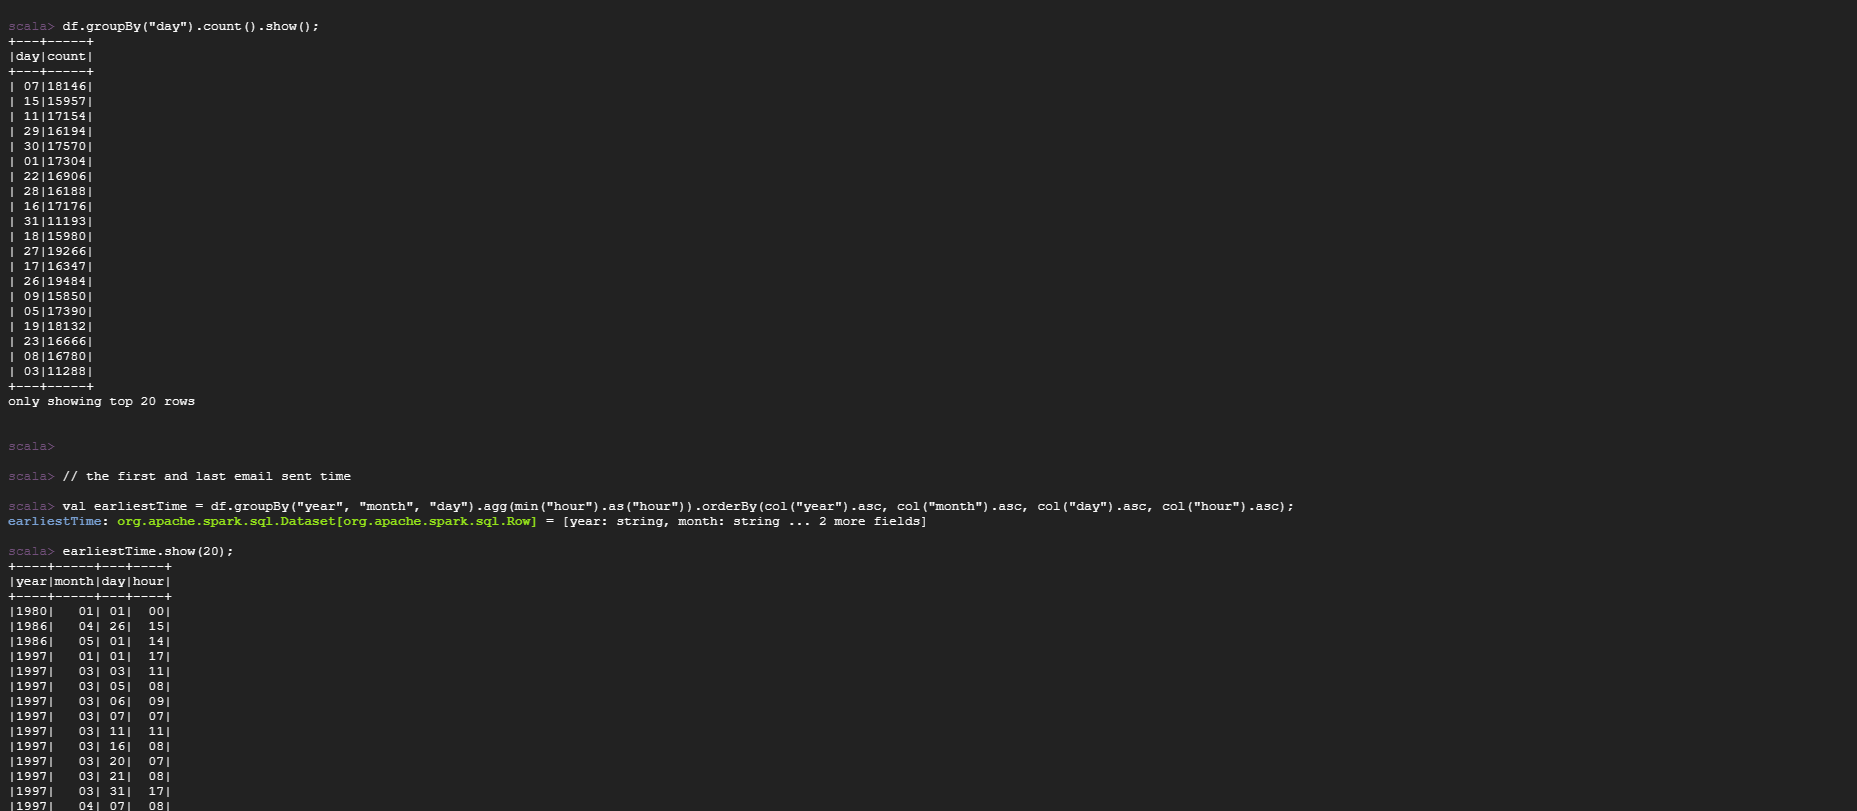 scala> df.groupBy("day").count().show();
+---+-----+
|day|count|
+---+-----+
| 07|18146|
| 15|15957|
| 11|17154|
| 29|16194|
| 30|17570|
| 01|17304|
| 22|16906|
| 28|16188|
| 16|17176|
| 31|11193|
| 18|15980|
| 27|19266|
| 17|16347|
| 26|19484|
| 09|15850|
| 05|17390|
| 19|18132|
| 23|16666|
| 08|16780|
| 03|11288|
+---+-----+
only showing top 20 rows
scala>
scala> // the first and last email sent time
scala> val earliestTime = df.groupBy("year", "month", "day").agg(min("hour").as("hour")).orderBy(col("year").asc, col("month").asc, col("day").asc, col("hour").asc);
earliestTime: org.apache.spark.sql.Dataset[org.apache.spark.sql.Row] = [year: string, month: string ... 2 more fields]
scala> earliestTime.show(20);
+----+-----+---+----+
|year|month|day|hour|
+----+-----+---+----+
|1980|   01| 01|  00|
|1986|   04| 26|  15|
|1986|   05| 01|  14|
|1997|   01| 01|  17|
|1997|   03| 03|  11|
|1997|   03| 05|  08|
|1997|   03| 06|  09|
|1997|   03| 07|  07|
|1997|   03| 11|  11|
|1997|   03| 16|  08|
|1997|   03| 20|  07|
|1997|   03| 21|  08|
|1997|   03| 31|  17|
|1997|   04| 07|  08|